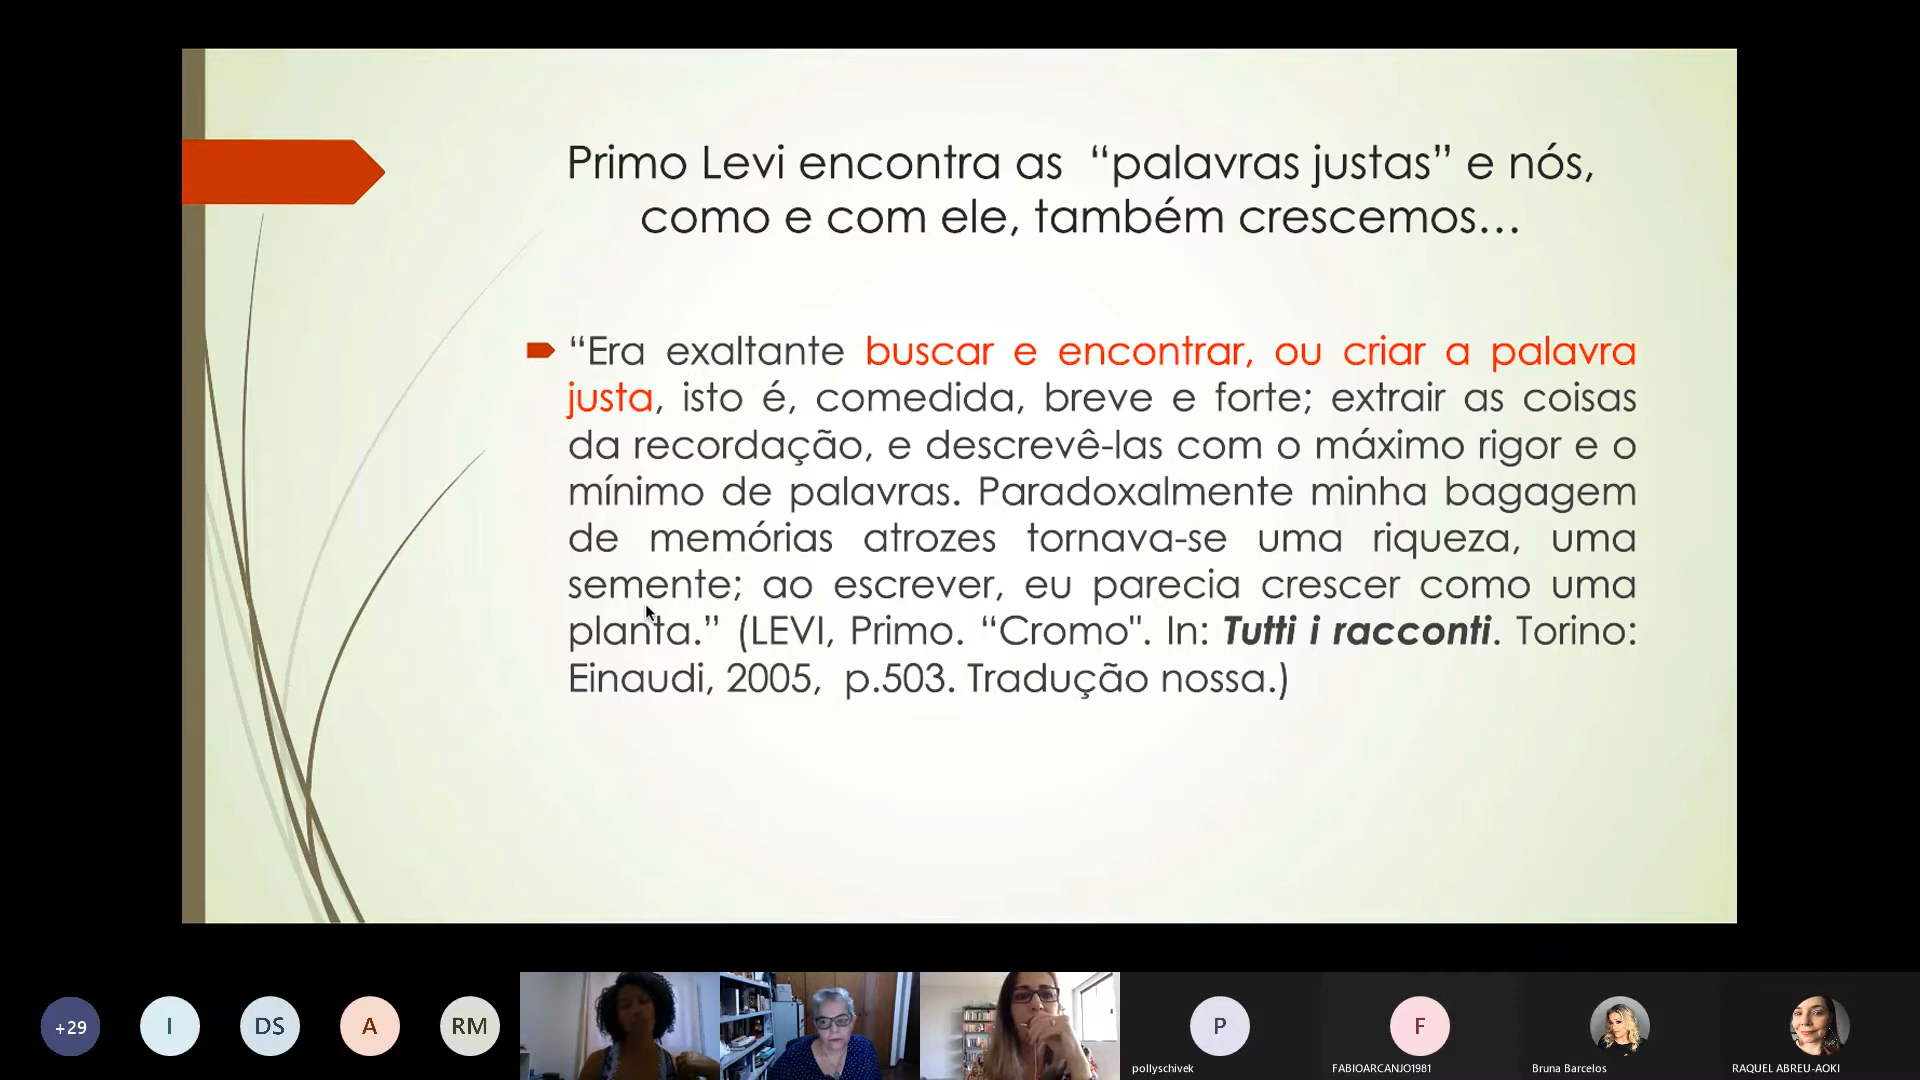 Primo Levi encontra as “palavras justas” e nós,
como e com ele, também crescemos...
“Era exaltante buscar e encontrar, ou criar a palavra
justa, isto é, comedida, breve e forte; extrair as coisas
da recordação, e descrevê-las com o máximo rigor e o
mínimo de palavras. Paradoxalmente minha bagagem
de memórias atrozes tornava-se uma riqueza, uma
semente; ao escrever, eu parecia crescer como uma
planta.” (LEVI, Primo. “Cromo". In: Tutti i racconti. Torino:
Einaudi, 2005, p.503. Tradução nossa.)
+29
I
DS
A
RM
P
F
pollyschivek
FABIOARCANJO1981
Bruna Barcelos
RAQUEL ABREU-AOKI